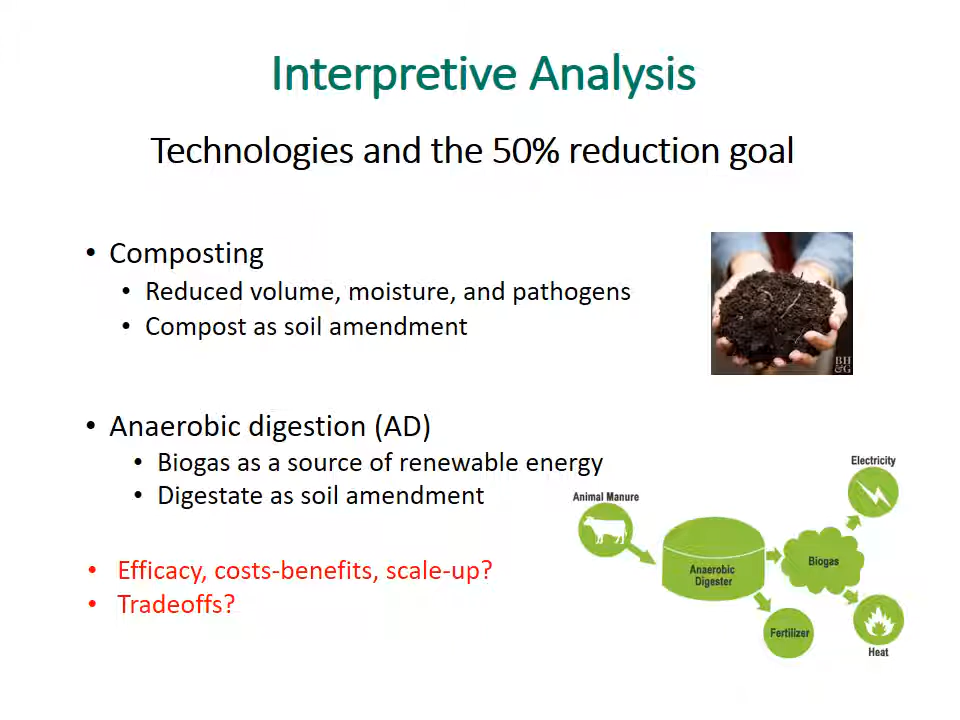 Interpretive Analysis
Technologies and the 50% reduction goal
• Composting
• Reduced volume, moisture, and pathogens
• Compost as soil amendment
BH
&G
• Anaerobic digestion (AD)
• Biogas as a source of renewable energy
• Digestate as soil amendment
• Efficacy, costs-benefits, scale-up?
• Tradeoffs?
Electricity
Animal Manure
Anaerobic
Digester
Biogas
Fertilizer
Heat